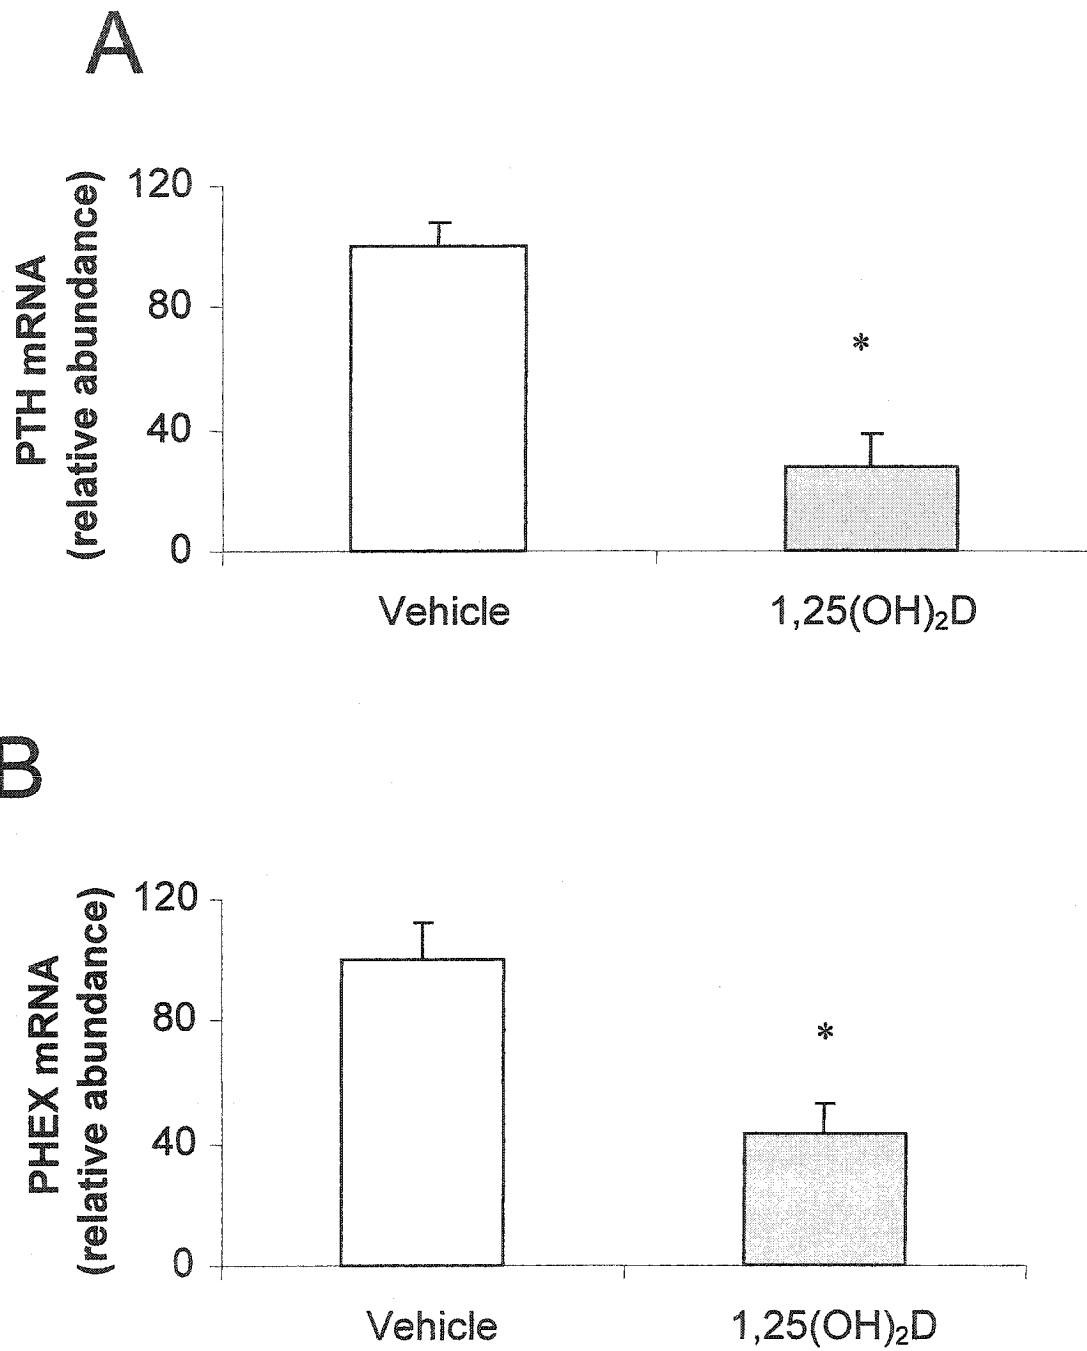 A
PTH mRNA
(relative abundance)
120
80
*
40
0
Vehicle 1,25(OH)₂D
B
PHEX mRNA
(relative abundance)
120
80
*
40
0
Vehicle 1,25(OH)₂D